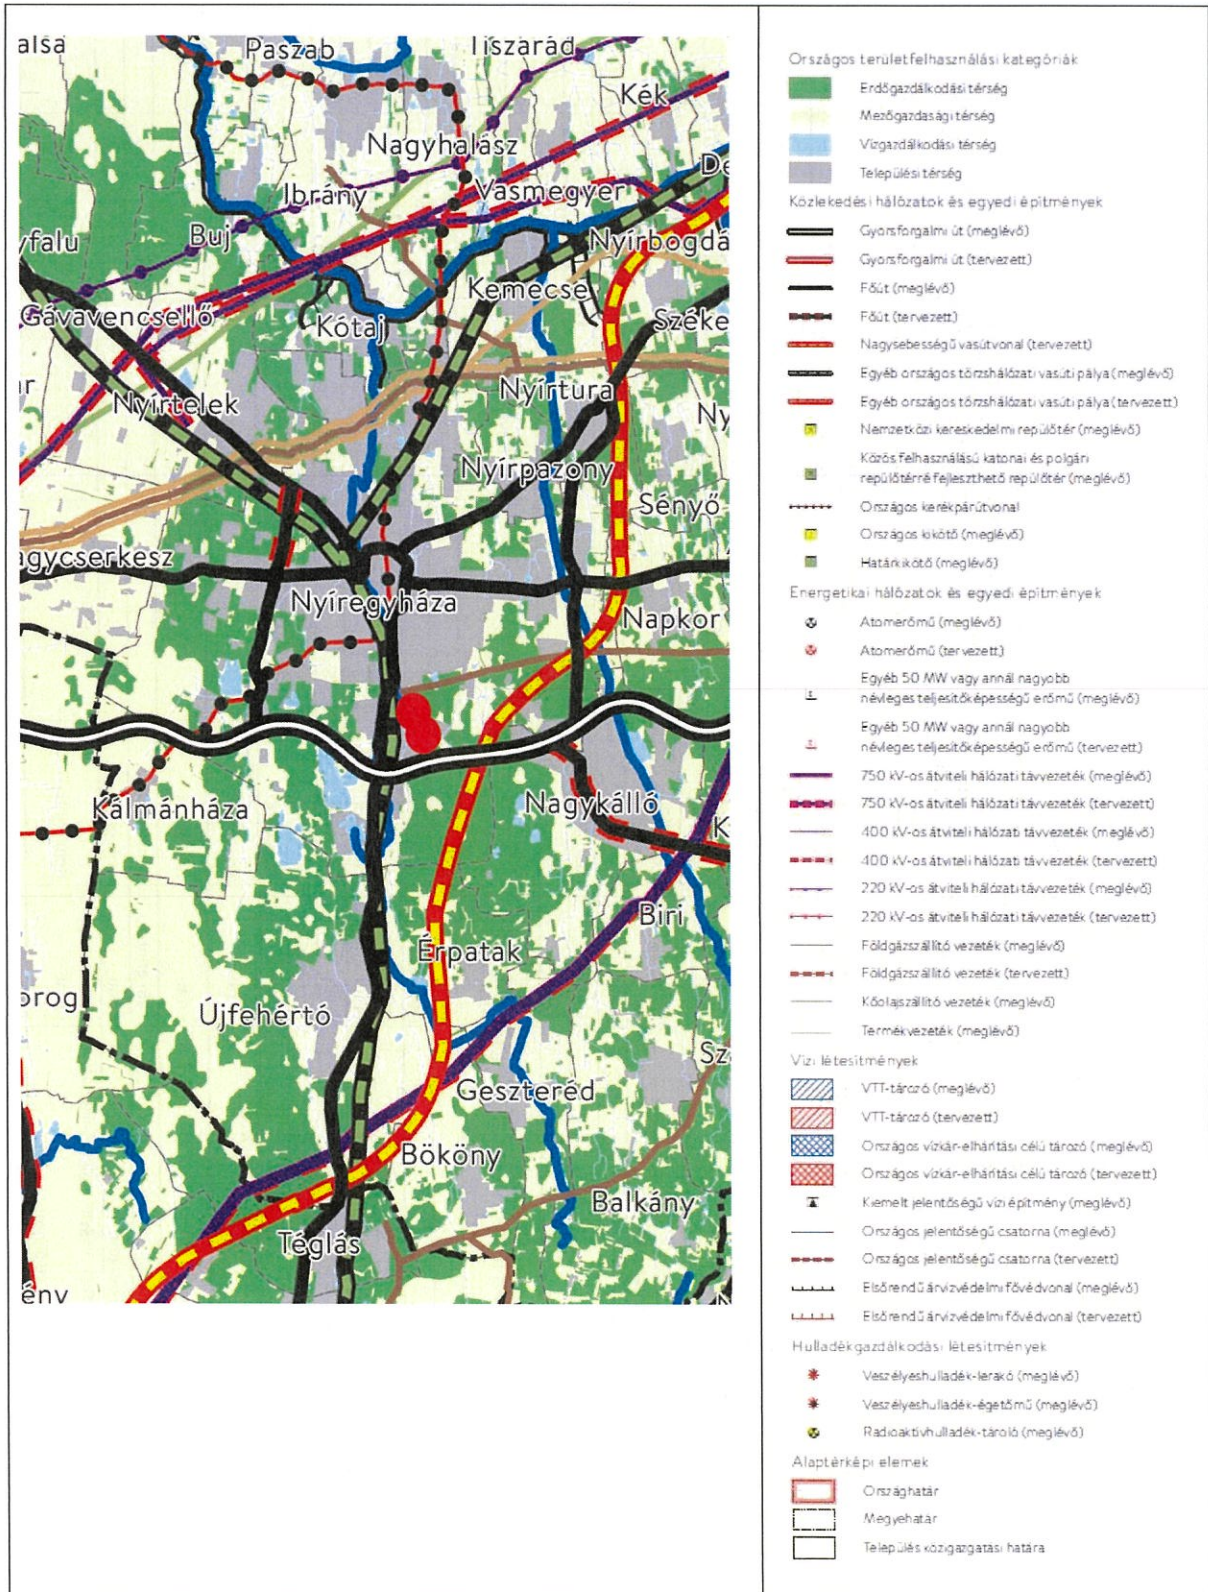 alsa
Paszab
Tiszarád
Kék
Nagyhalász
De
Ibrány
Vasmegyer
Buj
yfalu
Nyírbogdá
Kemecse
Gávavencsellő
Kótaj
Széke
ar
Nyírtura
Nyírtelek
Ny
Nyírpazony
Sényő
agycserkesz
Nyíregyháza
Napkor
Nagykálló
Kálmánháza
K
Biri
Érpatak
orog
Újfehértó
Sz
Geszteréd
Bököny
Balkány
Téglás
ény
Országos területfelhasználási kategóriák
Erdőgazdálkodási térség
Mezőgazdasági térség
Vízgazdálkodási térség
Települési térség
Közlekedési hálózatok és egyedi építmények
Gyorsforgalmi út (meglévő)
Gyorsforgalmi út (tervezett)
Főút (meglévő)
Főút (tervezett)
Nagysebességű vasútvonal (tervezett)
Egyéb országos törzshálózati vasúti pálya (meglévő)
Egyéb országos törzshálózati vasúti pálya (tervezett)
Nemzetközi kereskedelmi repülőtér (meglévő)
Közös felhasználású katonai és polgári
repülőtérré fejleszthető repülőtér (meglévő)
Országos kerékpárútvonal
Országos kikötő (meglévő)
Határkikötő (meglévő)
Energetikai hálózatok és egyedi építmények
Atomerőmű (meglévő)
Atomerőmű (tervezett)
Egyéb 50 MW vagy annál nagyobb
névleges teljesítőképességű erőmű (meglévő)
Egyéb 50 MW vagy annál nagyobb
névleges teljesítőképességű erőmű (tervezett)
750 kV-os átviteli hálózati távvezeték (meglévő)
750 kV-os átviteli hálózati távvezeték (tervezett)
400 kV-os átviteli hálózati távvezeték (meglévő)
400 kV-os átviteli hálózati távvezeték (tervezett)
220 kV-os átviteli hálózati távvezeték (meglévő)
220 kV-os átviteli hálózati távvezeték (tervezett)
Földgázszállító vezeték (meglévő)
Földgázszállító vezeték (tervezett)
Kőolajszállító vezeték (meglévő)
Termékvezeték (meglévő)
Vízi létesítmények
VTT-tározó (meglévő)
VTT-tározó (tervezett)
Országos vízkár-elhárítási célú tározó (meglévő)
Országos vízkár-elhárítási célú tározó (tervezett)
Kiemelt jelentőségű vízi építmény (meglévő)
Országos jelentőségű csatorna (meglévő)
Országos jelentőségű csatorna (tervezett)
Elsőrendű árvízvédelmi fővédvonal (meglévő)
Elsőrendű árvízvédelmi fővédvonal (tervezett)
Hulladékgazdálkodási létesítmények
Veszélyeshulladék-lerakó (meglévő)
Veszélyeshulladék-égetőmű (meglévő)
Radioaktívhulladék-tároló (meglévő)
Alaptérképi elemek
Országhatár
Megyehatár
Település közigazgatási határa